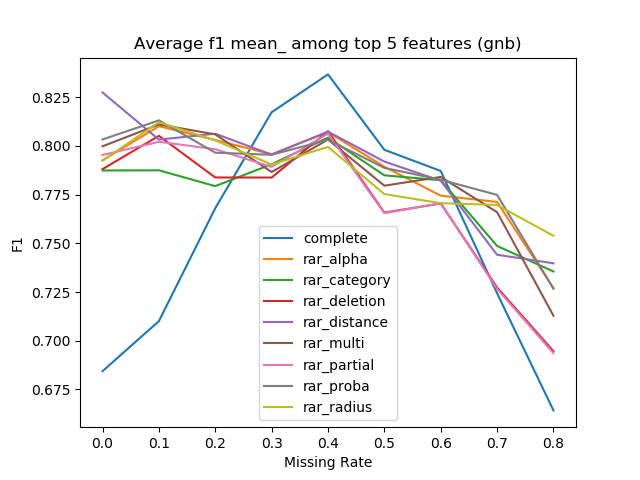 Average f1 mean_ among top 5 features (gnb)
F1
0.825
0.800
0.775
0.750
0.725
0.700
0.675
complete
rar_alpha
rar_category
rar_deletion
rar_distance
rar_multi
rar_partial
rar_proba
rar_radius
0.0 0.1 0.2 0.3 0.4 0.5 0.6 0.7 0.8
Missing Rate